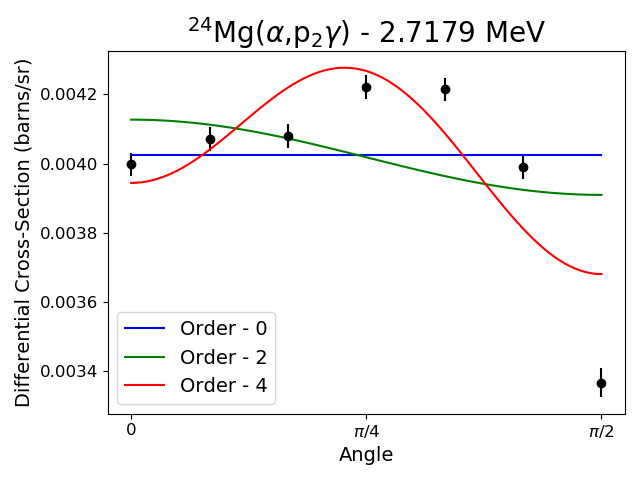 ²⁴Mg(α,p₂γ) - 2.7179 MeV
Differential Cross-Section (barns/sr)
0.0042
0.0040
0.0038
0.0036
0.0034
Order - 0
Order - 2
Order - 4
0
π/4
π/2
Angle